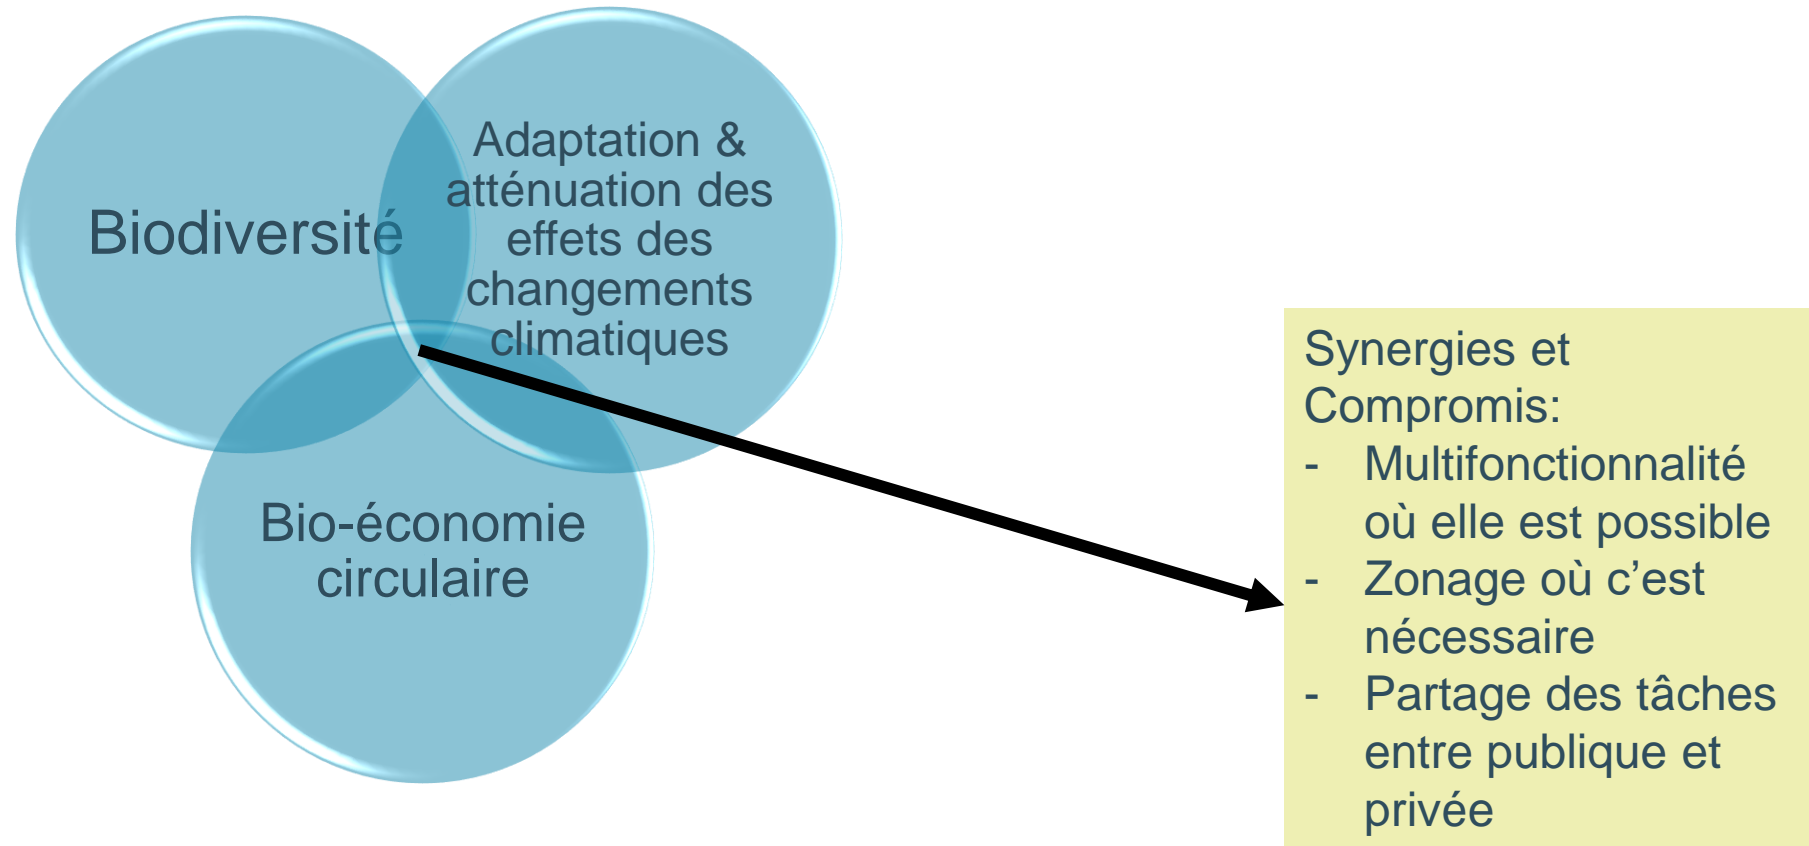 Biodiversité
Adaptation &
atténuation des
effets des
changements
climatiques
Bio-économie
circulaire
Synergies et
Compromis:
- Multifonctionnalité
où elle est possible
- Zonage où c’est
nécessaire
- Partage des tâches
entre publique et
privée